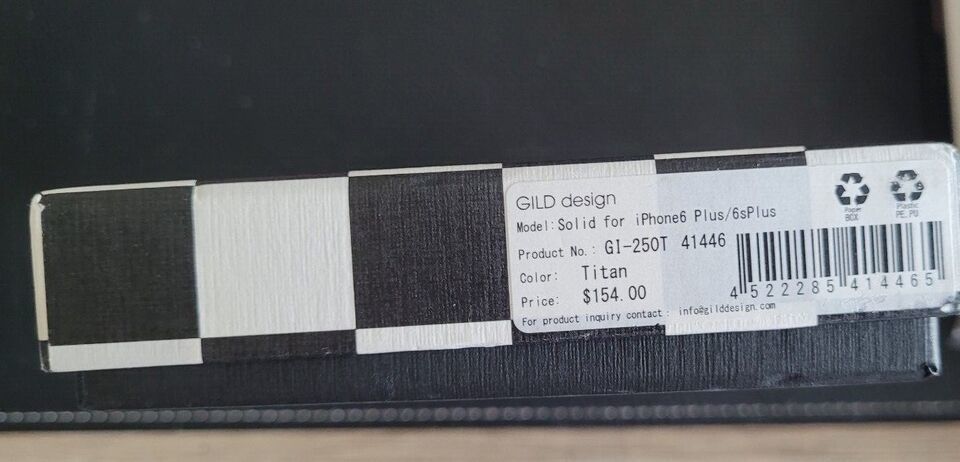 GILD design
Model:Solid for iPhone6 Plus/6sPlus
Product No.: GI-250T 41446
Color: Titan
Price: $154.00
For product inquiry contact: info@gilddesign.com
Paper
BOX
Plastic
PE.PU
4 522285 414465